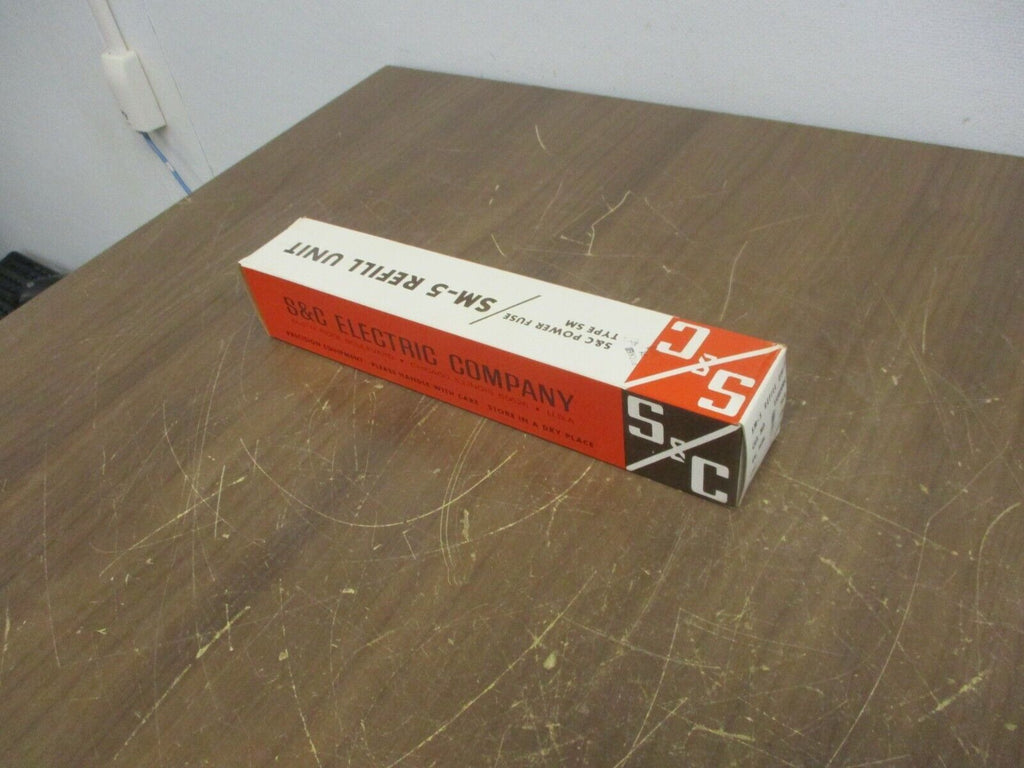 S&C POWER FUSE
TYPE SM
SM-5 REFILL UNIT
S&C
S&C ELECTRIC COMPANY
PRECISION EQUIPMENT • PLEASE HANDLE WITH CARE • STORE IN A DRY PLACE
S&C